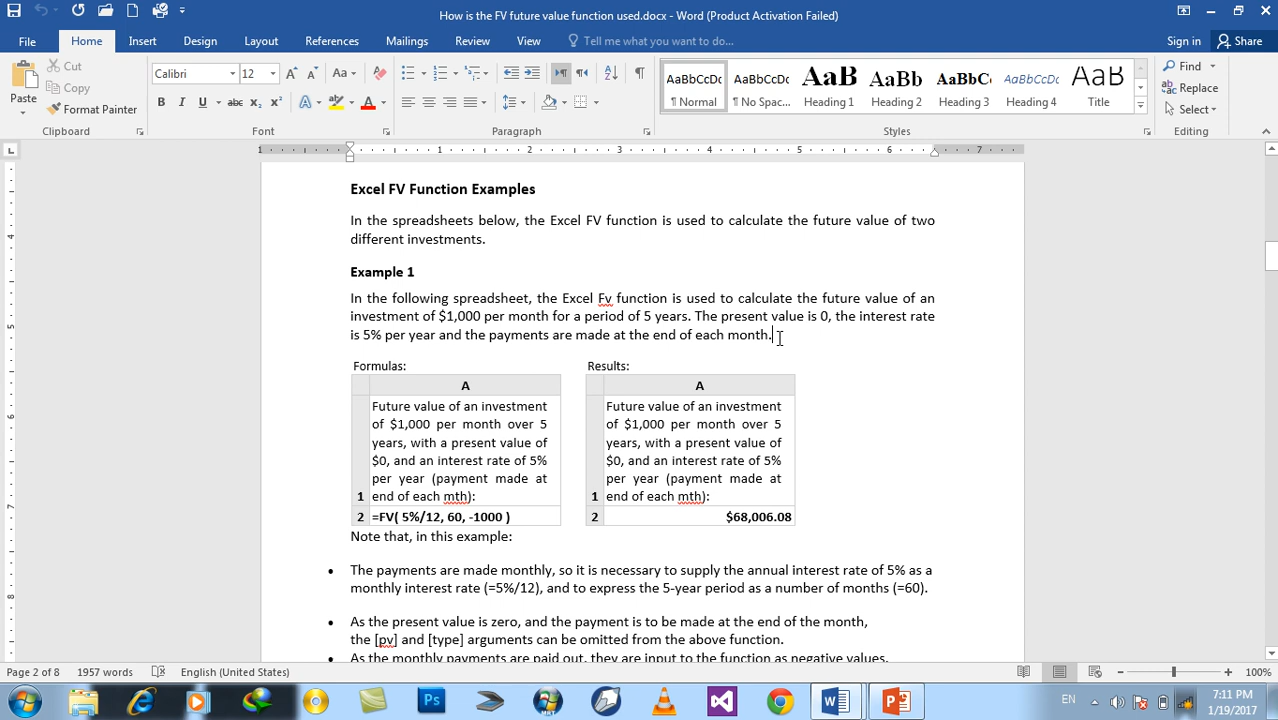 How is the FV future value function used.docx - Word (Product Activation Failed)
File Home Insert Design Layout References Mailings Review View Tell me what you want to do... Sign in Share
Paste
Cut
Copy
Format Painter
Calibri 12
AaBbCcDc AaBbCcDc AaB AaBb AaBbCc AaBbCcDc AaB
¶ Normal ¶ No Spac... Heading 1 Heading 2 Heading 3 Heading 4 Title
Find
Replace
Select
Clipboard Font Paragraph Styles Editing
1 1 2 3 4 5 6 7
Excel FV Function Examples
In the spreadsheets below, the Excel FV function is used to calculate the future value of two
different investments.
Example 1
In the following spreadsheet, the Excel Fv function is used to calculate the future value of an
investment of $1,000 per month for a period of 5 years. The present value is 0, the interest rate
is 5% per year and the payments are made at the end of each month.
Formulas:
A
1 Future value of an investment
of $1,000 per month over 5
years, with a present value of
$0, and an interest rate of 5%
per year (payment made at
end of each mth):
2 =FV( 5%/12, 60, -1000 )
Results:
A
1 Future value of an investment
of $1,000 per month over 5
years, with a present value of
$0, and an interest rate of 5%
per year (payment made at
end of each mth):
2 $68,006.08
Note that, in this example:
• The payments are made monthly, so it is necessary to supply the annual interest rate of 5% as a
monthly interest rate (=5%/12), and to express the 5-year period as a number of months (=60).
• As the present value is zero, and the payment is to be made at the end of the month,
the [pv] and [type] arguments can be omitted from the above function.
• As the monthly payments are paid out, they are input to the function as negative values.
Page 2 of 8 1957 words English (United States) 100%
EN
7:11 PM
1/19/2017